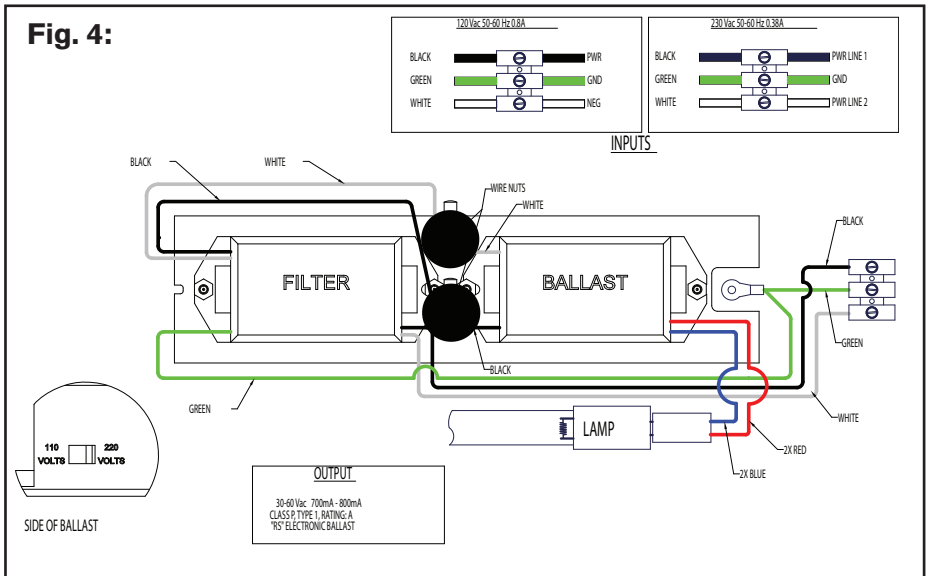 Fig. 4:
120 Vac 50-60 Hz 0.8A
BLACK PWR
GREEN GND
WHITE NEG
230 Vac 50-60 Hz 0.38A
BLACK PWR LINE 1
GREEN GND
WHITE PWR LINE 2
INPUTS
BLACK
WHITE
WIRE NUTS
WHITE
BLACK
FILTER
BALLAST
GREEN
BLACK
GREEN
WHITE
LAMP
2X RED
2X BLUE
110 220
VOLTS VOLTS
SIDE OF BALLAST
OUTPUT
30-60 Vac 700mA - 800mA
CLASS P, TYPE 1, RATING: A
"RS" ELECTRONIC BALLAST